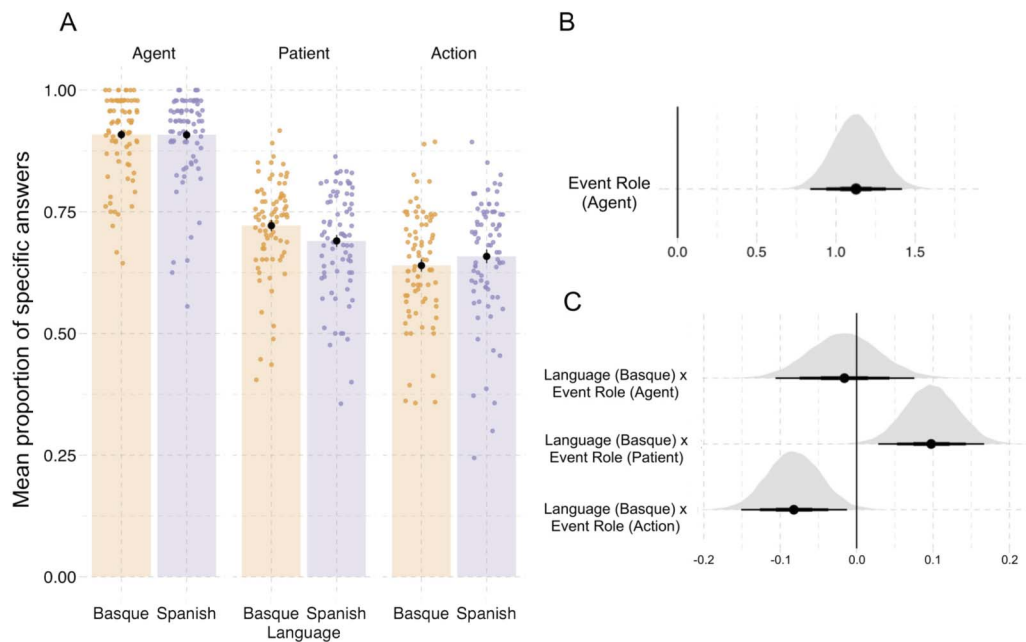 A
Agent Patient Action
Mean proportion of specific answers
1.00
0.75
0.50
0.25
0.00
Basque Spanish Basque Spanish Basque Spanish
Language
B
Event Role
(Agent)
0.0 0.5 1.0 1.5
C
Language (Basque) x
Event Role (Agent)
Language (Basque) x
Event Role (Patient)
Language (Basque) x
Event Role (Action)
-0.2 -0.1 0.0 0.1 0.2